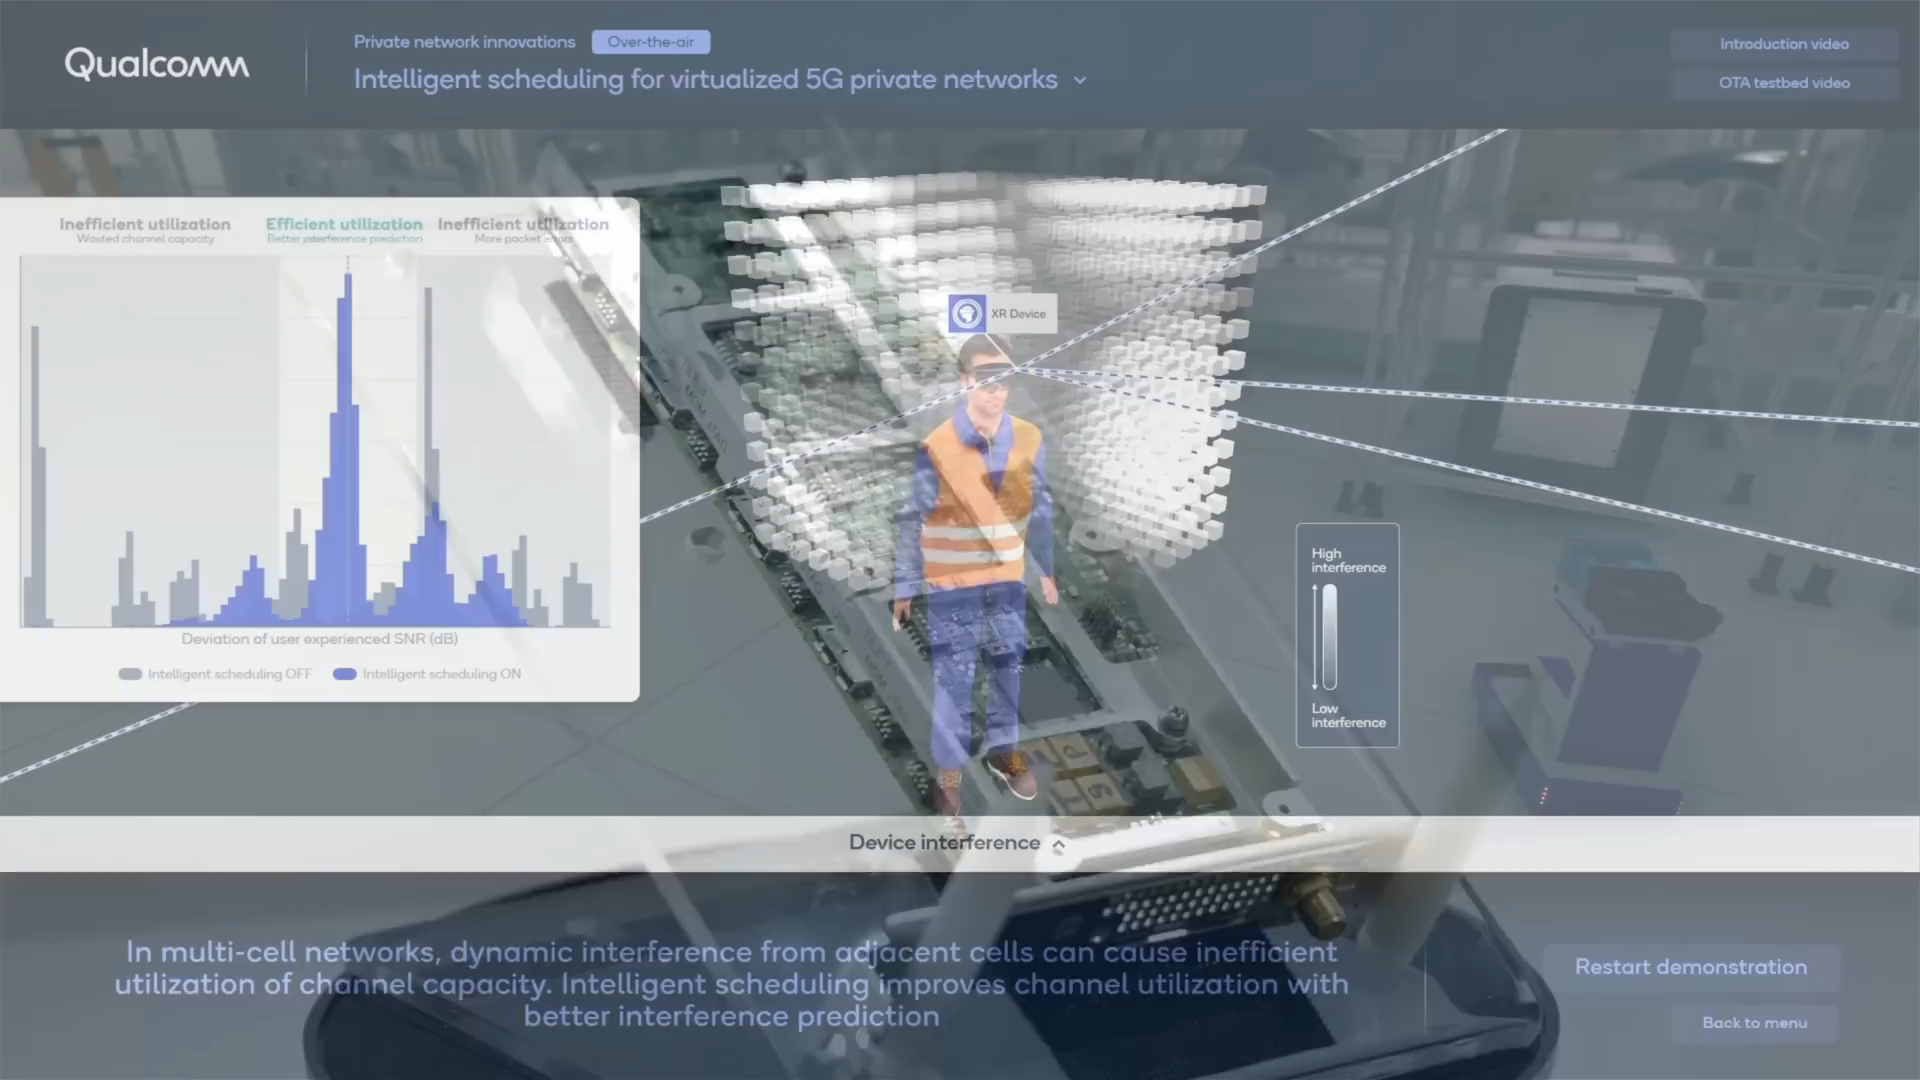 Qualcomm
Private network innovations
Over-the-air
Intelligent scheduling for virtualized 5G private networks
Introduction video
OTA testbed video
Inefficient utilization
Wasted channel capacity
Efficient utilization
Better interference prediction
Inefficient utilization
More packet errors
XR Device
High
interference
Low
interference
Deviation of user experienced SNR (dB)
Intelligent scheduling OFF
Intelligent scheduling ON
Device interference
In multi-cell networks, dynamic interference from adjacent cells can cause inefficient
utilization of channel capacity. Intelligent scheduling improves channel utilization with
better interference prediction
Restart demonstration
Back to menu